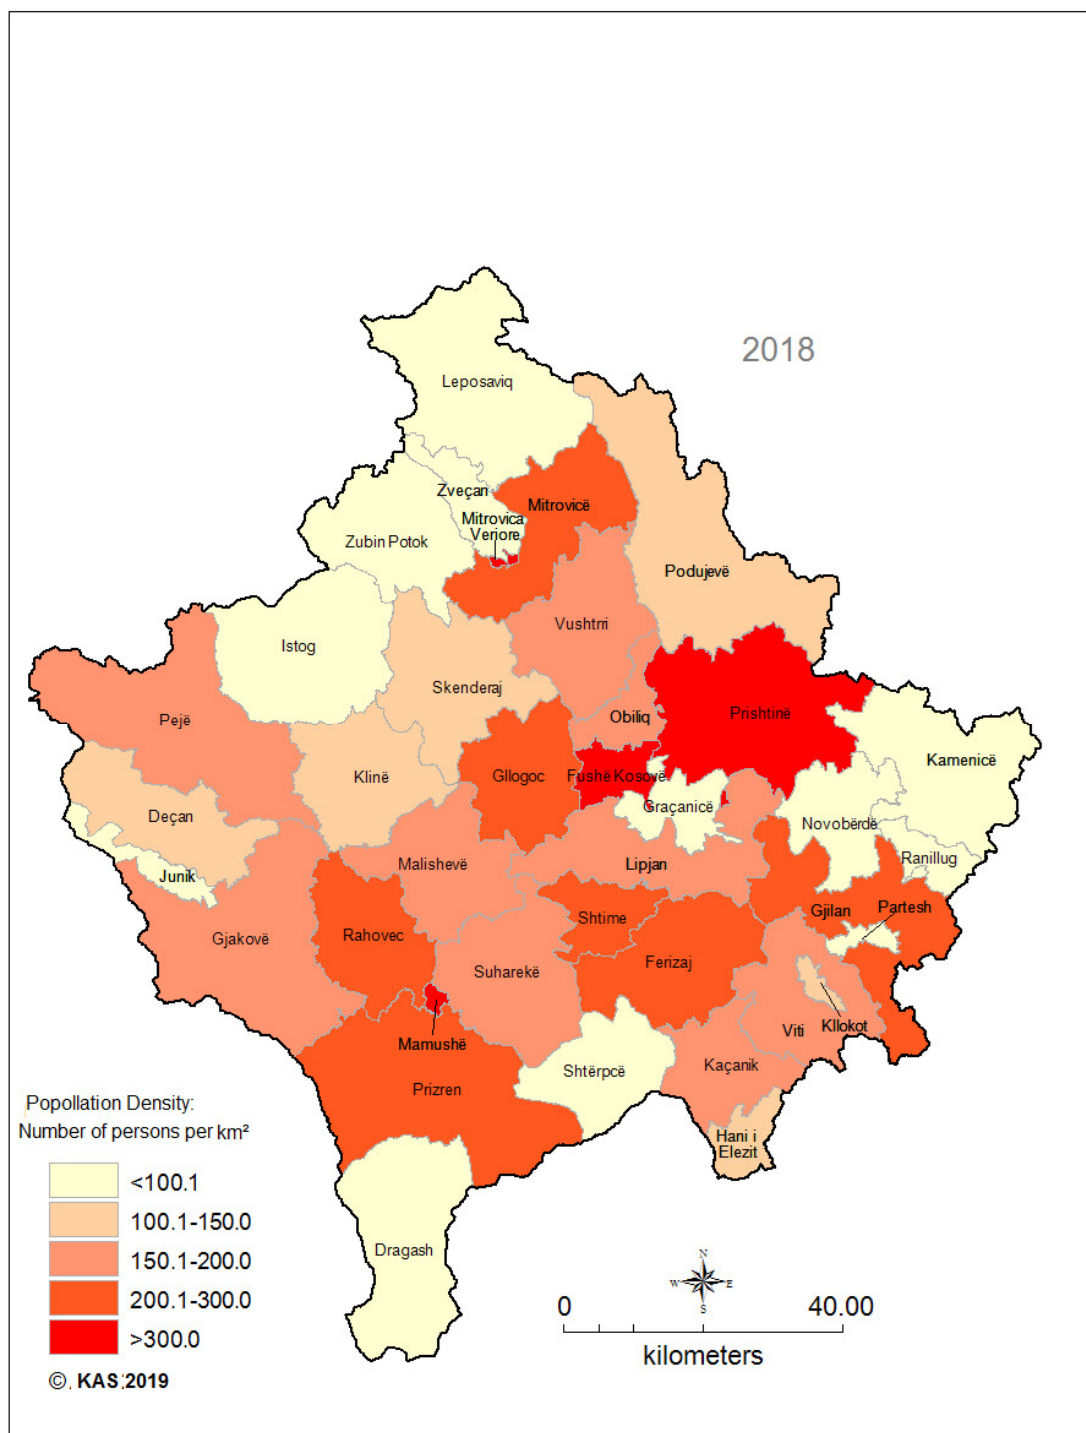 2018
Leposaviq
Zveçan
Mitrovicë
Mitrovica
Veriore
Zubin Potok
Podujevë
Vushtrri
Istog
Skenderaj
Pejë
Obiliq
Prishtinë
Kamenicë
Klinë
Gllogoc
Fushë Kosovë
Graçanicë
Deçan
Novobërdë
Ranillug
Junik
Malishevë
Lipjan
Gjilan
Partesh
Shtime
Gjakovë
Rahovec
Ferizaj
Suharekë
Viti
Kllokot
Mamushë
Shtërpcë
Kaçanik
Prizren
Hani i
Elezit
Dragash
Popollation Density:
Number of persons per km²
<100.1
100.1-150.0
150.1-200.0
200.1-300.0
>300.0
N
W
E
S
0 40.00
kilometers
©, KAS,2019